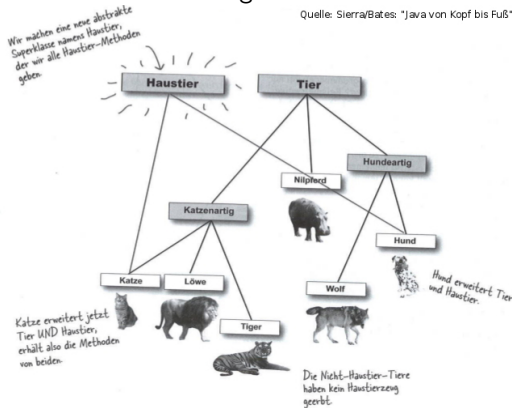 Quelle: Sierra/Bates: "Java von Kopf bis Fuß"
Wir machen eine neue abstrakte
Superklasse namens Haustier,
der wir alle Haustier-Methoden
geben.
Haustier
Tier
Hundeartig
Nilpferd
Katzenartig
Hund
Katze
Löwe
Wolf
Hund erweitert Tier
und Haustier.
Tiger
Katze erweitert jetzt
Tier UND Haustier,
erhält also die Methoden
von beiden.
Die Nicht-Haustier-Tiere
haben kein Haustierzeug
geerbt.